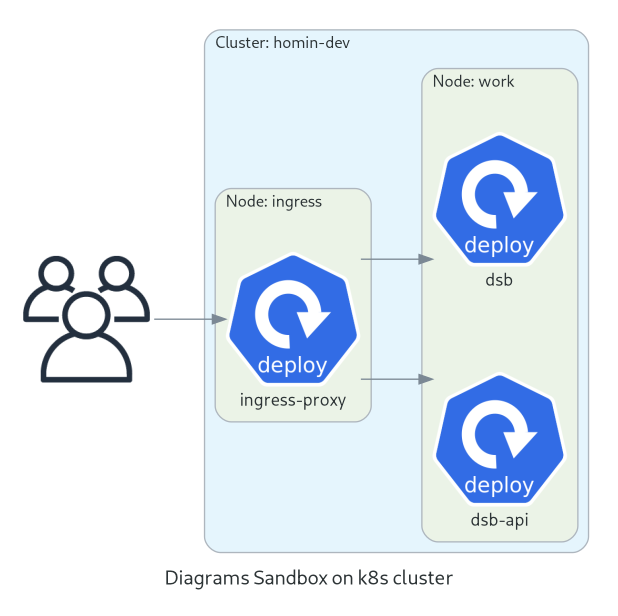 Cluster: homin-dev
Node: work
deploy
dsb
Node: ingress
deploy
ingress-proxy
deploy
dsb-api
Diagrams Sandbox on k8s cluster